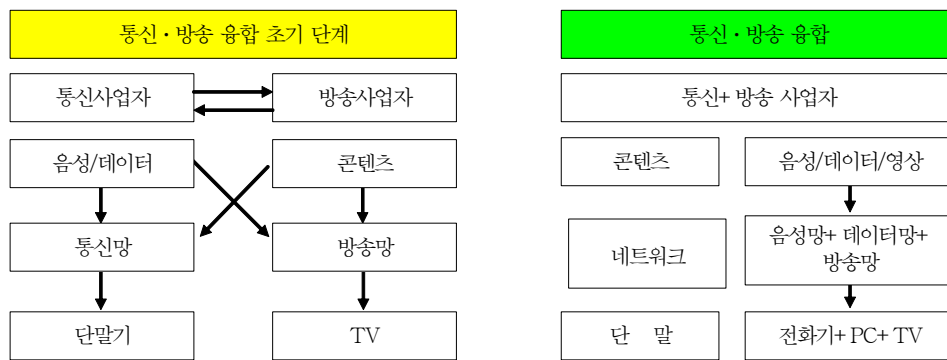 통신·방송 융합 초기 단계
통신·방송 융합
통신사업자
방송사업자
통신+ 방송 사업자
음성/데이터
콘텐츠
콘텐츠
음성/데이터/영상
통신망
방송망
네트워크
음성망+ 데이터망+
방송망
단말기
TV
단 말
전화기+ PC+ TV